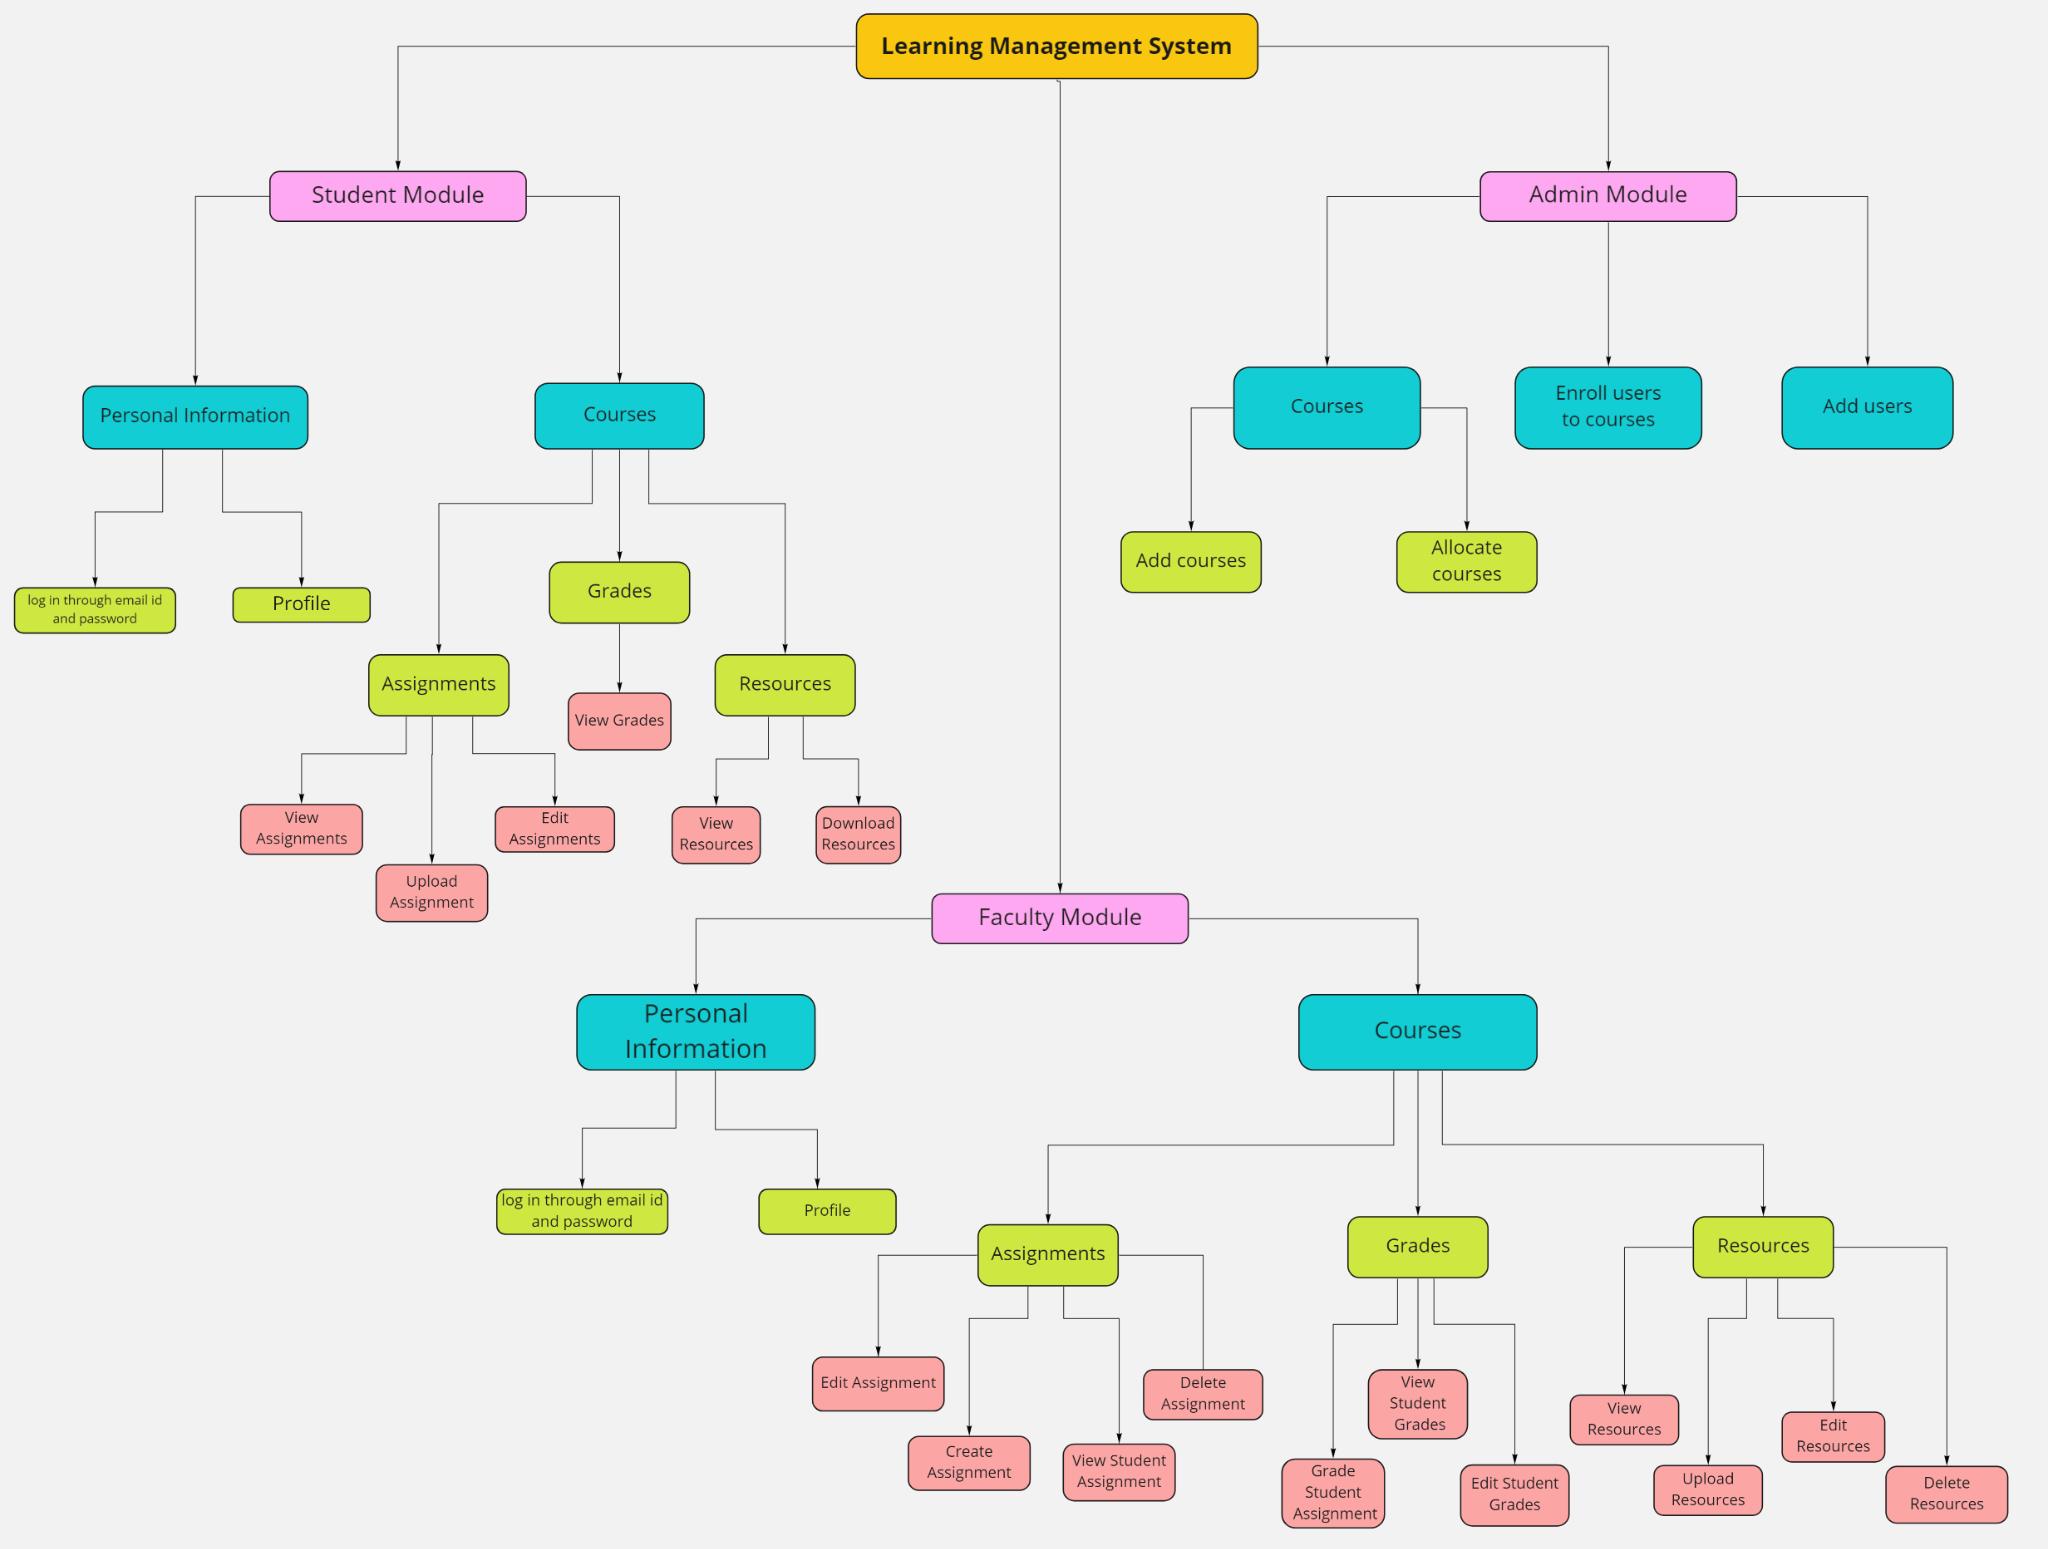 Learning Management System
Student Module
Admin Module
Personal Information
Courses
Courses
Enroll users
to courses
Add users
log in through email id
and password
Profile
Grades
Add courses
Allocate
courses
Assignments
View Grades
Resources
View
Assignments
Upload
Assignment
Edit
Assignments
View
Resources
Download
Resources
Faculty Module
Personal
Information
Courses
log in through email id
and password
Profile
Assignments
Grades
Resources
Edit Assignment
Create
Assignment
View Student
Assignment
Delete
Assignment
Grade
Student
Assignment
View
Student
Grades
Edit Student
Grades
View
Resources
Upload
Resources
Edit
Resources
Delete
Resources